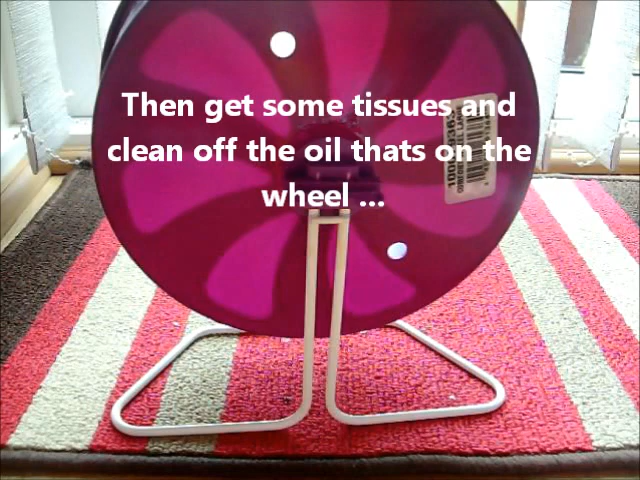 Then get some tissues and
clean off the oil thats on the
wheel ...